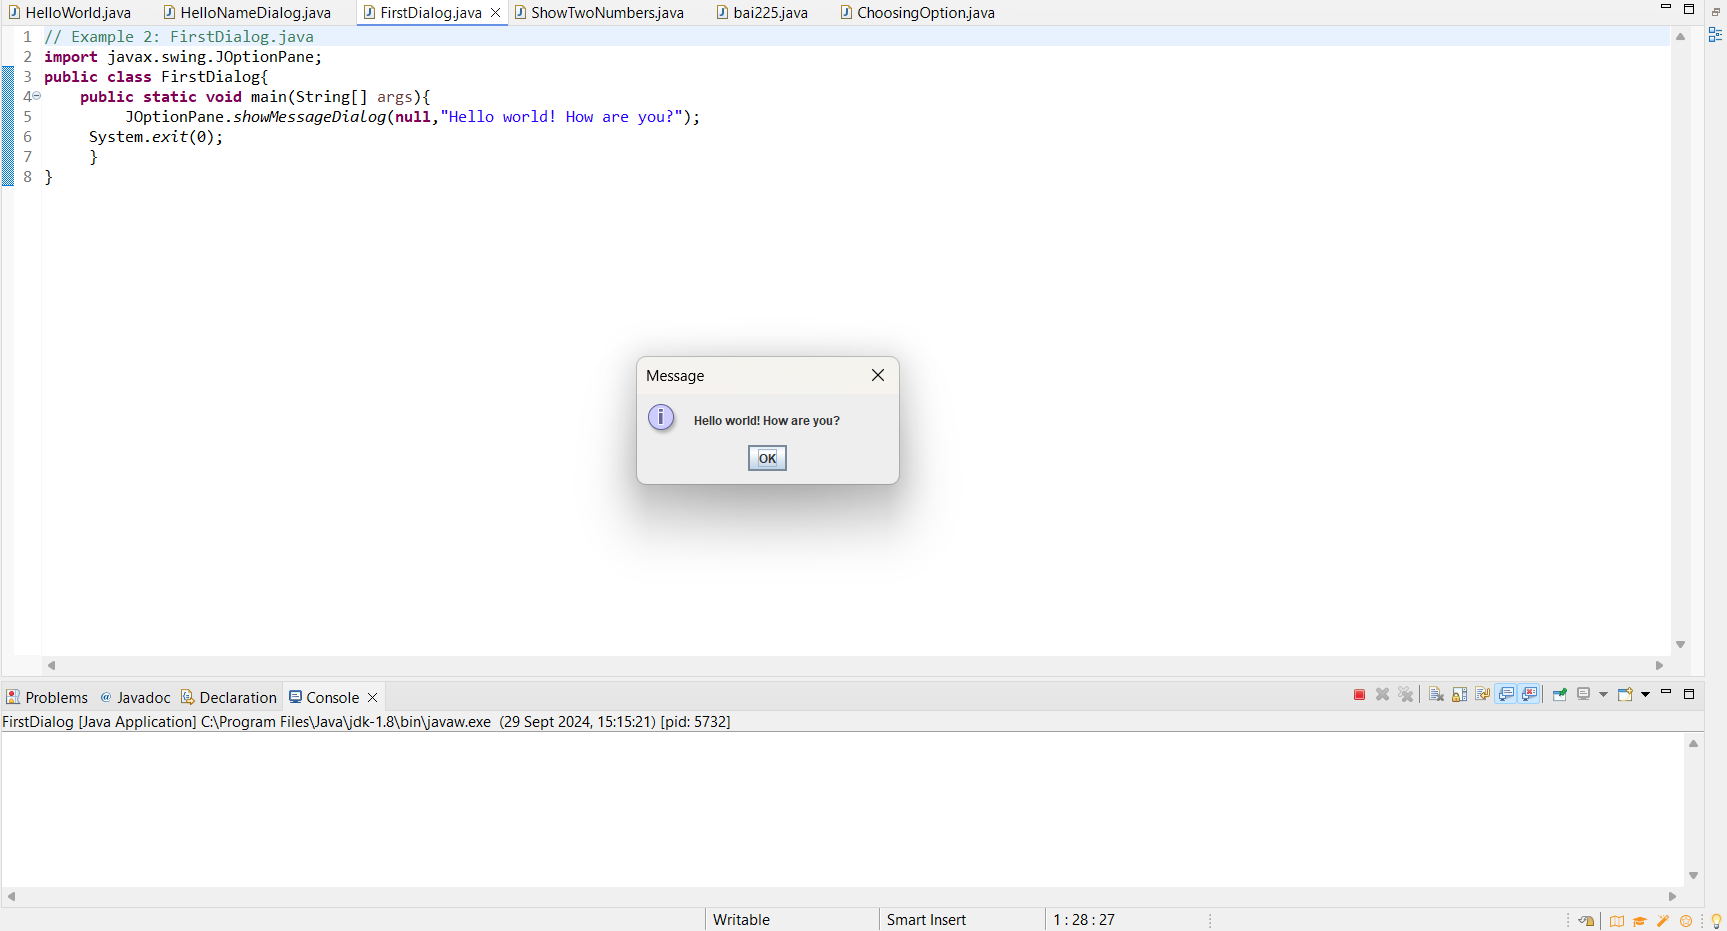 HelloWorld.java HelloNameDialog.java FirstDialog.java ShowTwoNumbers.java bai225.java ChoosingOption.java
1 // Example 2: FirstDialog.java
2 import javax.swing.JOptionPane;
3 public class FirstDialog{
4 public static void main(String[] args){
5 JOptionPane.showMessageDialog(null,"Hello world! How are you?");
6 System.exit(0);
7 }
8 }
Message
Hello world! How are you?
OK
Problems @ Javadoc Declaration Console
FirstDialog [Java Application] C:\Program Files\Java\jdk-1.8\bin\javaw.exe (29 Sept 2024, 15:15:21) [pid: 5732]
Writable Smart Insert 1 : 28 : 27